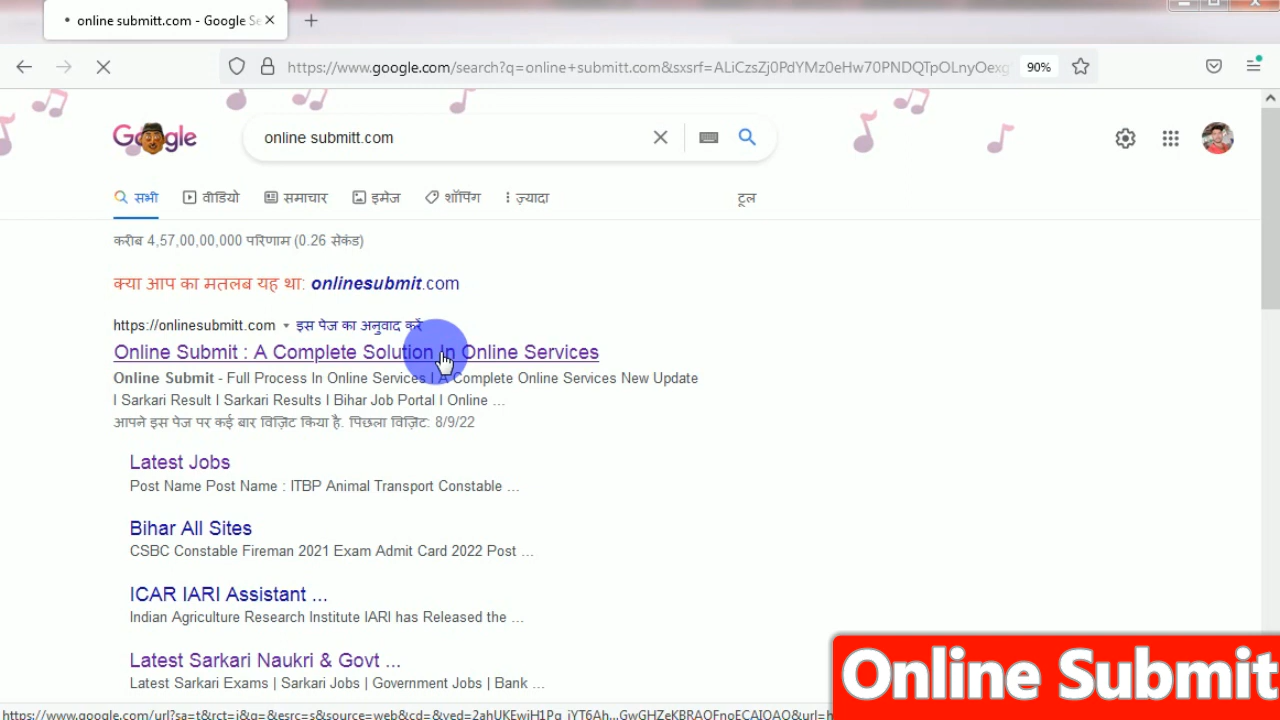 online submitt.com - Google Se
https://www.google.com/search?q=online+submitt.com&sxsrf=ALiCzsZj0PdYMz0eHw70PNDQTpOLnyOexg
90%
Google
online submitt.com
सभी वीडियो समाचार इमेज शॉपिंग ज़्यादा टूल
करीब 4,57,00,00,000 परिणाम (0.26 सेकंड)
क्या आप का मतलब यह था: onlinesubmit.com
https://onlinesubmitt.com इस पेज का अनुवाद करें
Online Submit : A Complete Solution In Online Services
Online Submit - Full Process In Online Services I A Complete Online Services New Update
I Sarkari Result I Sarkari Results I Bihar Job Portal I Online ...
आपने इस पेज पर कई बार विज़िट किया है. पिछला विज़िट: 8/9/22
Latest Jobs
Post Name Post Name : ITBP Animal Transport Constable ...
Bihar All Sites
CSBC Constable Fireman 2021 Exam Admit Card 2022 Post ...
ICAR IARI Assistant ...
Indian Agriculture Research Institute IARI has Released the ...
Latest Sarkari Naukri & Govt ...
Latest Sarkari Exams | Sarkari Jobs | Government Jobs | Bank ...
Online Submit